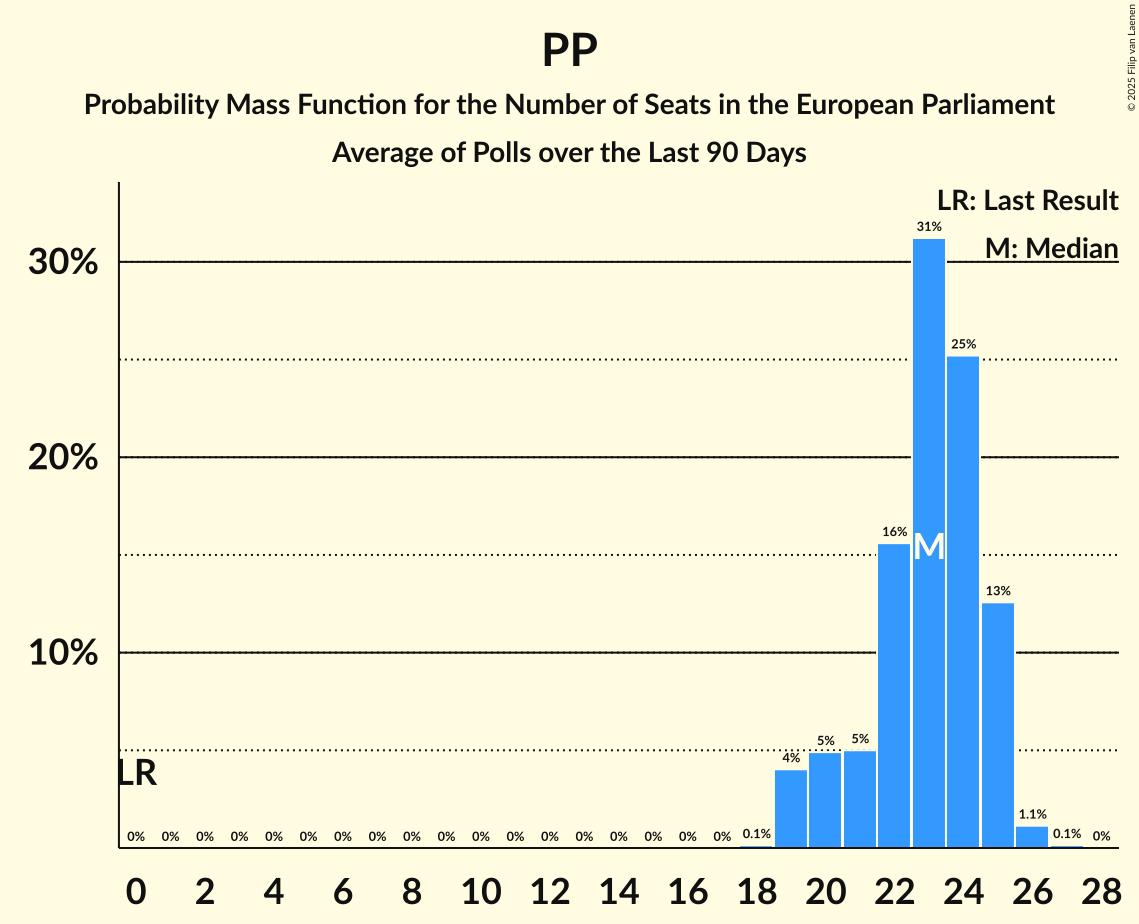 PP
Probability Mass Function for the Number of Seats in the European Parliament
Average of Polls over the Last 90 Days
© 2025 Filip van Laenen
LR: Last Result
M: Median
30%
20%
10%
LR
M
0% 0% 0% 0% 0% 0% 0% 0% 0% 0% 0% 0% 0% 0% 0% 0% 0% 0% 0.1% 4% 5% 5% 16% 31% 25% 13% 1.1% 0.1% 0%
0 2 4 6 8 10 12 14 16 18 20 22 24 26 28